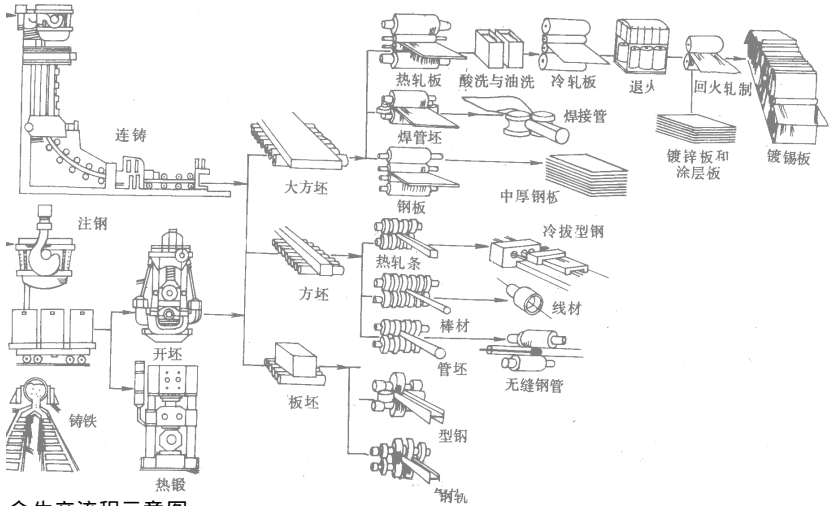 连铸
注钢
开坯
铸铁
热锻
大方坯
方坯
板坯
热轧板
酸洗与油洗
冷轧板
退火
回火轧制
焊管坯
焊接管
镀锌板和
涂层板
镀锡板
钢板
中厚钢板
热轧条
冷拔型钢
棒材
线材
管坯
无缝钢管
型钢
钢轨